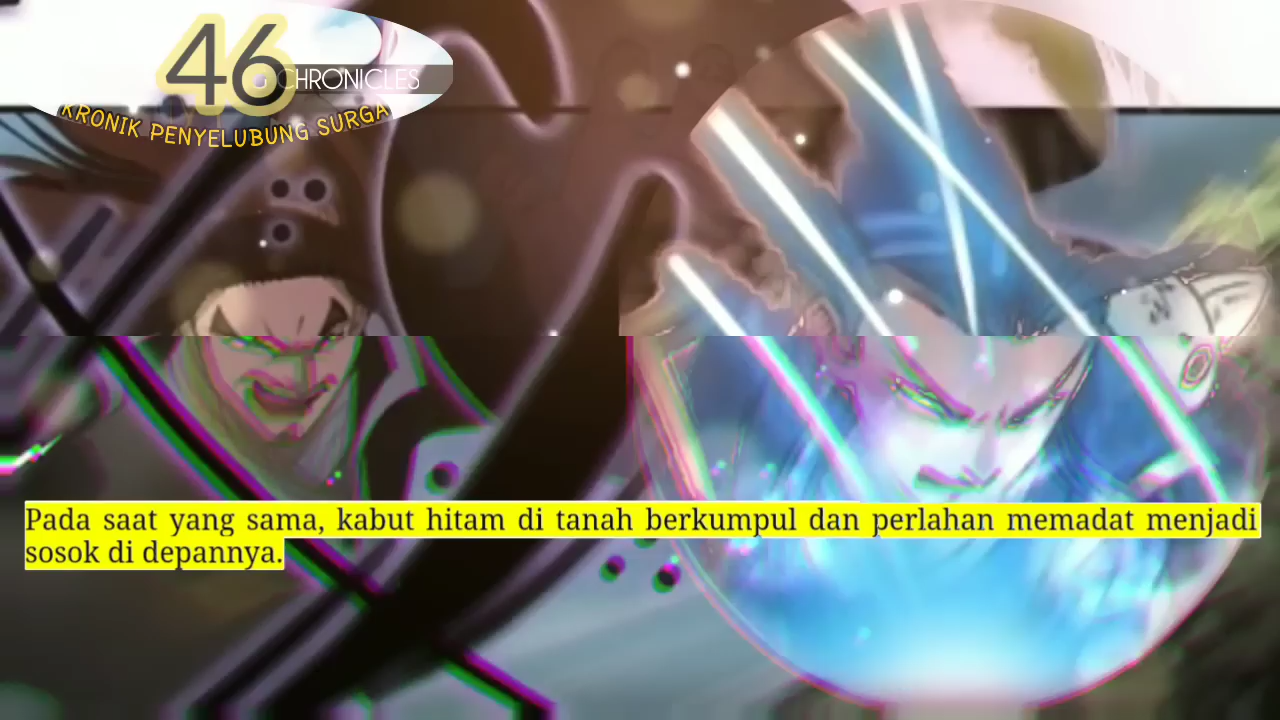 46
CHRONICLES
KRONIK PENYELUBUNG SURGA
Pada saat yang sama, kabut hitam di tanah berkumpul dan perlahan memadat menjadi
sosok di depannya.